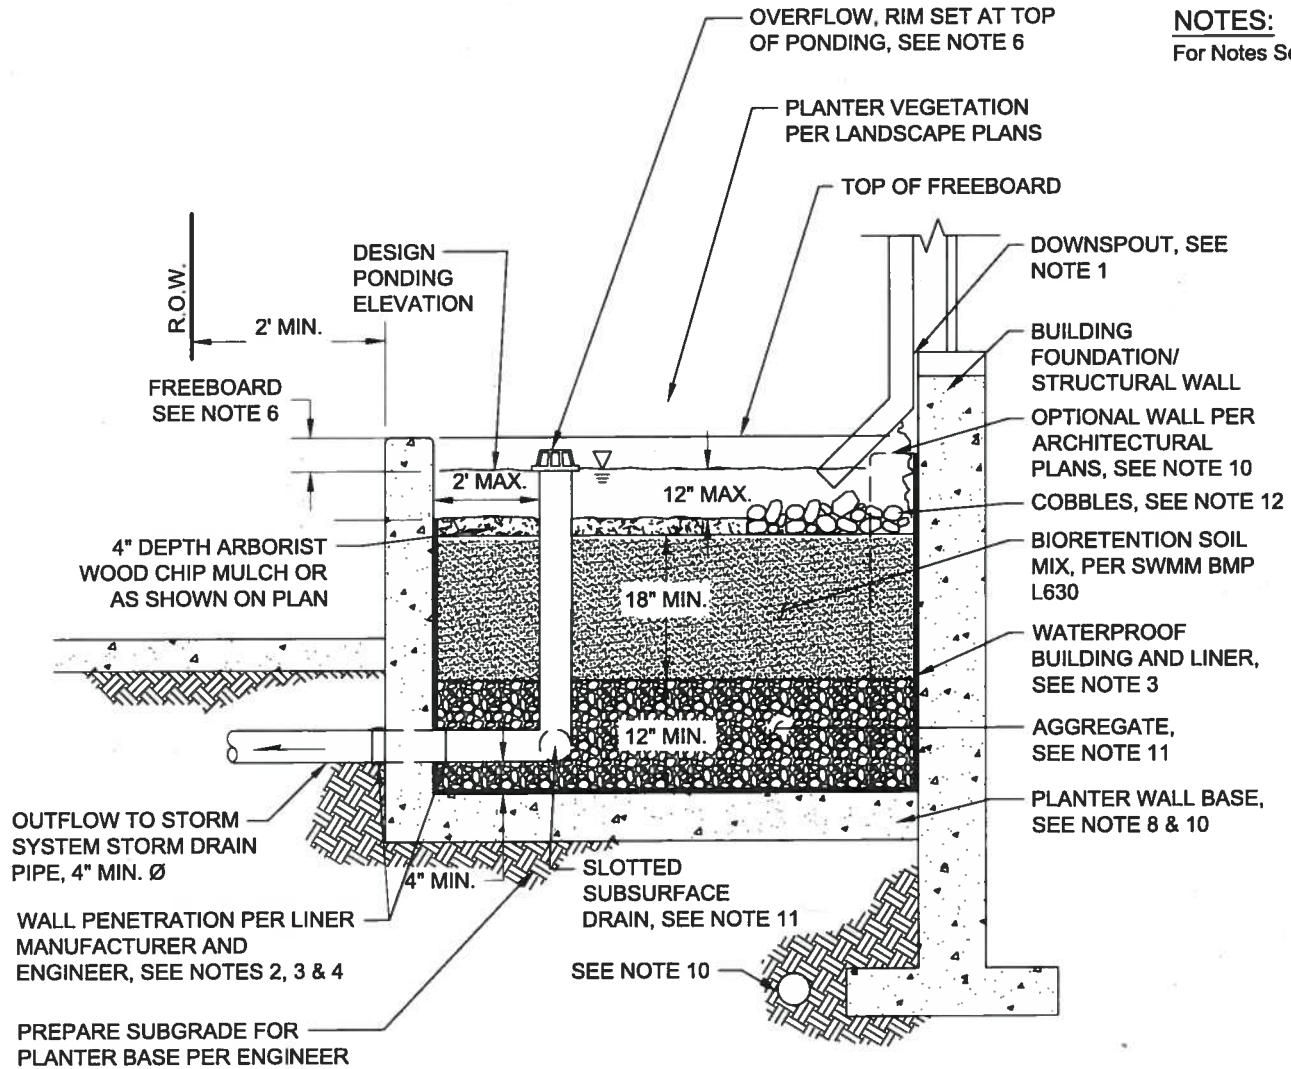 OVERFLOW, RIM SET AT TOP
OF PONDING, SEE NOTE 6
NOTES:
For Notes Se
PLANTER VEGETATION
PER LANDSCAPE PLANS
TOP OF FREEBOARD
R.O.W.
2' MIN.
DESIGN
PONDING
ELEVATION
DOWNSPOUT, SEE
NOTE 1
BUILDING
FOUNDATION/
STRUCTURAL WALL
FREEBOARD
SEE NOTE 6
OPTIONAL WALL PER
ARCHITECTURAL
PLANS, SEE NOTE 10
2' MAX.
12" MAX.
COBBLES, SEE NOTE 12
4" DEPTH ARBORIST
WOOD CHIP MULCH OR
AS SHOWN ON PLAN
BIORETENTION SOIL
MIX, PER SWMM BMP
L630
18" MIN.
WATERPROOF
BUILDING AND LINER,
SEE NOTE 3
12" MIN.
AGGREGATE,
SEE NOTE 11
PLANTER WALL BASE,
SEE NOTE 8 & 10
OUTFLOW TO STORM
SYSTEM STORM DRAIN
PIPE, 4" MIN. Ø
4" MIN.
SLOTTED
SUBSURFACE
DRAIN, SEE NOTE 11
WALL PENETRATION PER LINER
MANUFACTURER AND
ENGINEER, SEE NOTES 2, 3 & 4
SEE NOTE 10
PREPARE SUBGRADE FOR
PLANTER BASE PER ENGINEER